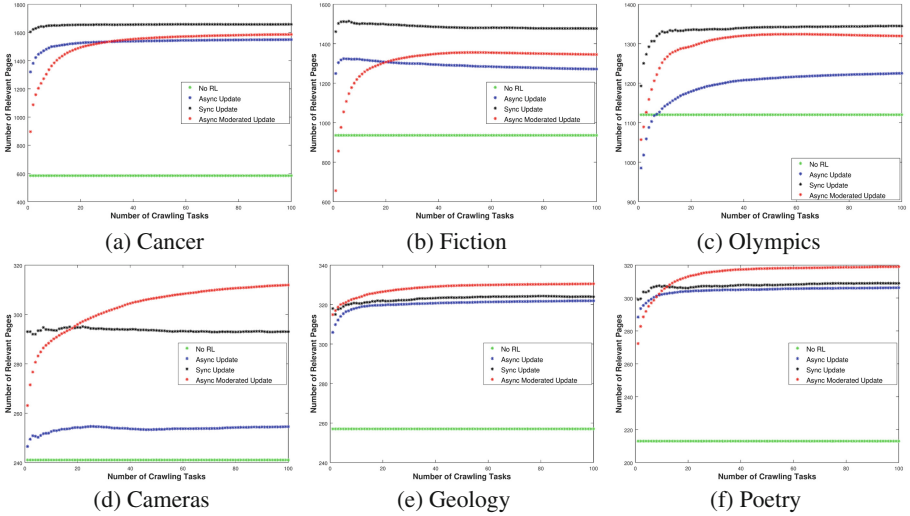 Number of Relevant Pages
1800
1600
1400
1200
1000
800
600
400
0
20
40
60
80
100
Number of Crawling Tasks
No RL
Async Update
Sync Update
Async Moderated Update
(a) Cancer
Number of Relevant Pages
1600
1400
1200
1000
800
600
0
20
40
60
80
100
Number of Crawling Tasks
No RL
Async Update
Sync Update
Async Moderated Update
(b) Fiction
Number of Relevant Pages
1400
1300
1200
1100
1000
900
0
20
40
60
80
100
Number of Crawling Tasks
No RL
Async Update
Sync Update
Async Moderated Update
(c) Olympics
Number of Relevant Pages
320
300
280
260
240
0
20
40
60
80
100
Number of Crawling Tasks
No RL
Async Update
Sync Update
Async Moderated Update
(d) Cameras
Number of Relevant Pages
340
320
300
280
260
240
0
20
40
60
80
100
Number of Crawling Tasks
No RL
Async Update
Sync Update
Async Moderated Update
(e) Geology
Number of Relevant Pages
320
300
280
260
240
220
200
0
20
40
60
80
100
Number of Crawling Tasks
No RL
Async Update
Sync Update
Async Moderated Update
(f) Poetry